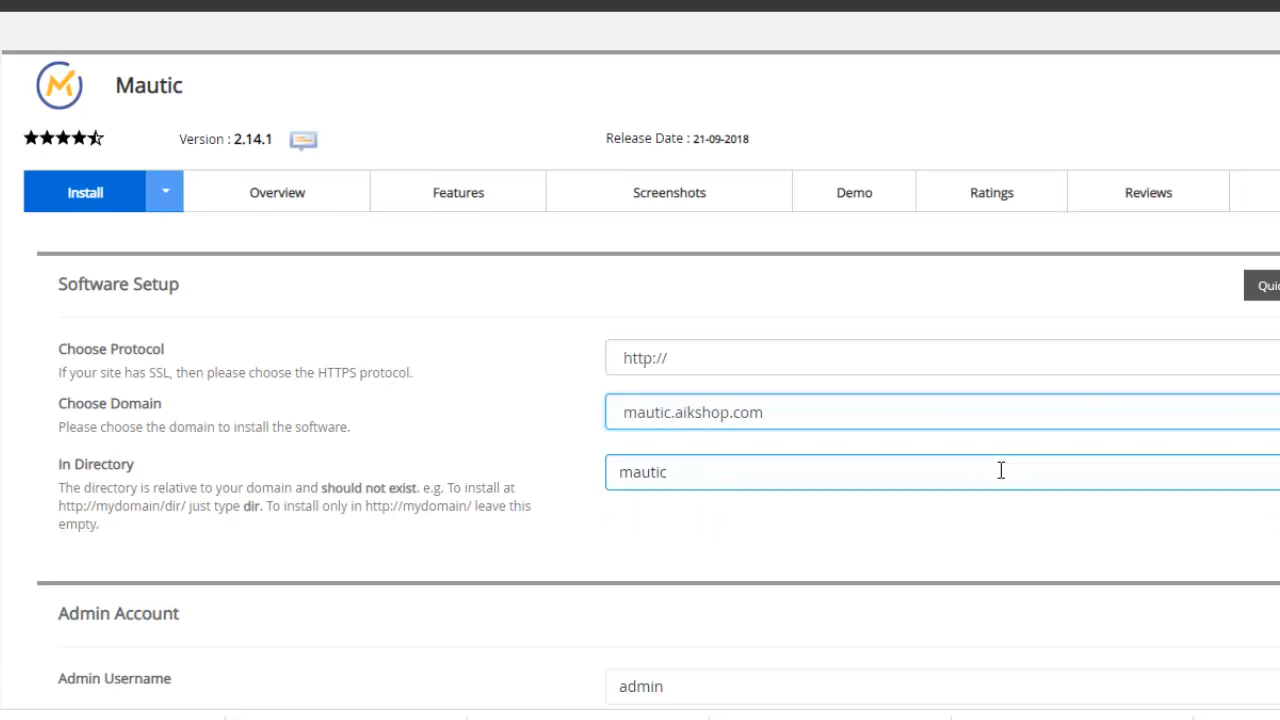 Mautic
Version : 2.14.1
Release Date : 21-09-2018
Install
Overview
Features
Screenshots
Demo
Ratings
Reviews
Software Setup
Choose Protocol
If your site has SSL, then please choose the HTTPS protocol.
http://
Choose Domain
Please choose the domain to install the software.
mautic.aikshop.com
In Directory
The directory is relative to your domain and should not exist. e.g. To install at
http://mydomain/dir/ just type dir. To install only in http://mydomain/ leave this
empty.
mautic
Admin Account
Admin Username
admin